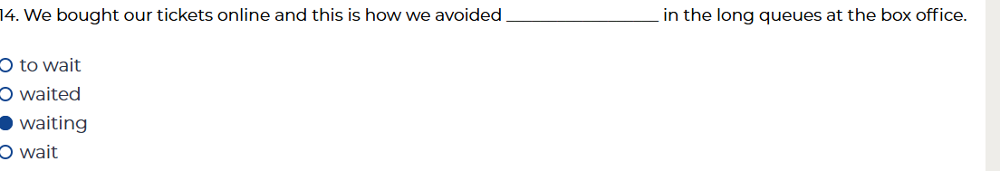 14. We bought our tickets online and this is how we avoided ____________________ in the long queues at the box office.
to wait
waited
waiting
wait